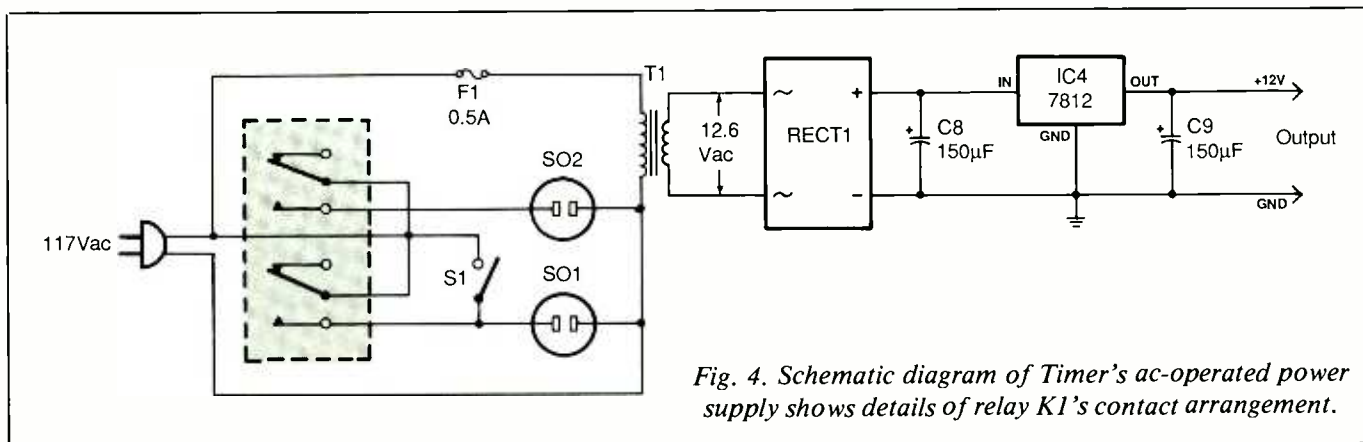 T1
F1
0.5A
117Vac
S1
SO2
SO1
12.6
Vac
~
~
RECT1
+
−
+
C8
150µF
IN
IC4
7812
GND
OUT
+
C9
150µF
+12V
Output
GND
Fig. 4. Schematic diagram of Timer's ac-operated power
supply shows details of relay K1's contact arrangement.